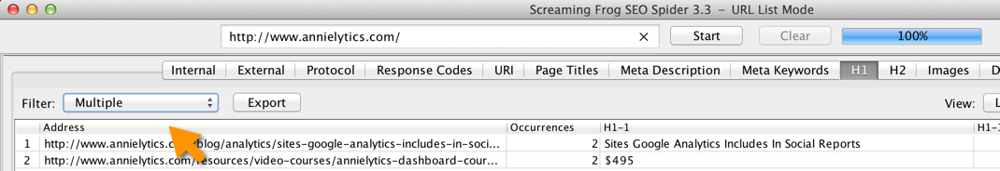 Screaming Frog SEO Spider 3.3 – URL List Mode
http://www.annielytics.com/ × Start Clear 100%
Internal External Protocol Response Codes URI Page Titles Meta Description Meta Keywords H1 H2 Images
Filter: Multiple Export View:
Address Occurrences H1-1 H1-
1 http://www.annielytics. blog/analytics/sites-google-analytics-includes-in-soci... 2 Sites Google Analytics Includes In Social Reports
2 http://www.annielytics.com/resources/video-courses/annielytics-dashboard-cour... 2 $495